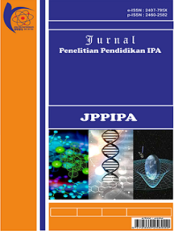 e-ISSN : 2407-795X
p-ISSN : 2460-2582
Jurnal
Penelitian Pendidikan IPA
JPPIPA